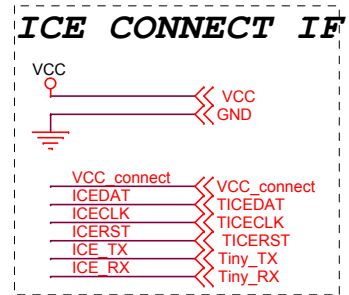 ICE CONNECT IF
VCC
VCC
GND
VCC_connect VCC_connect
ICEDAT TICEDAT
ICECLK TICECLK
ICERST TICERST
ICE_TX Tiny_TX
ICE_RX Tiny_RX